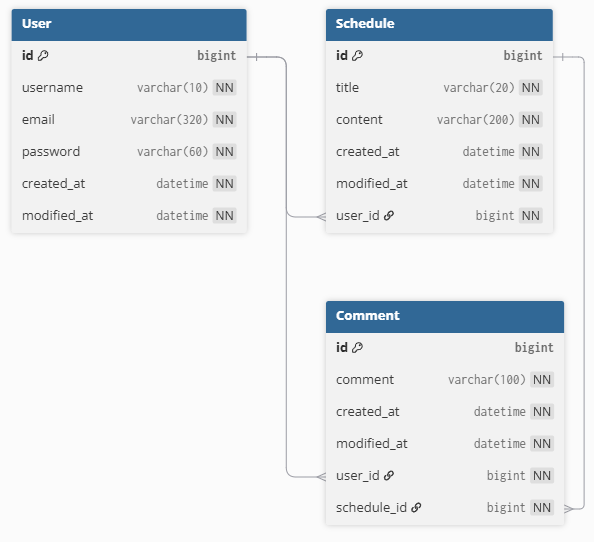 User
id bigint
username varchar(10) NN
email varchar(320) NN
password varchar(60) NN
created_at datetime NN
modified_at datetime NN
Schedule
id bigint
title varchar(20) NN
content varchar(200) NN
created_at datetime NN
modified_at datetime NN
user_id bigint NN
Comment
id bigint
comment varchar(100) NN
created_at datetime NN
modified_at datetime NN
user_id bigint NN
schedule_id bigint NN